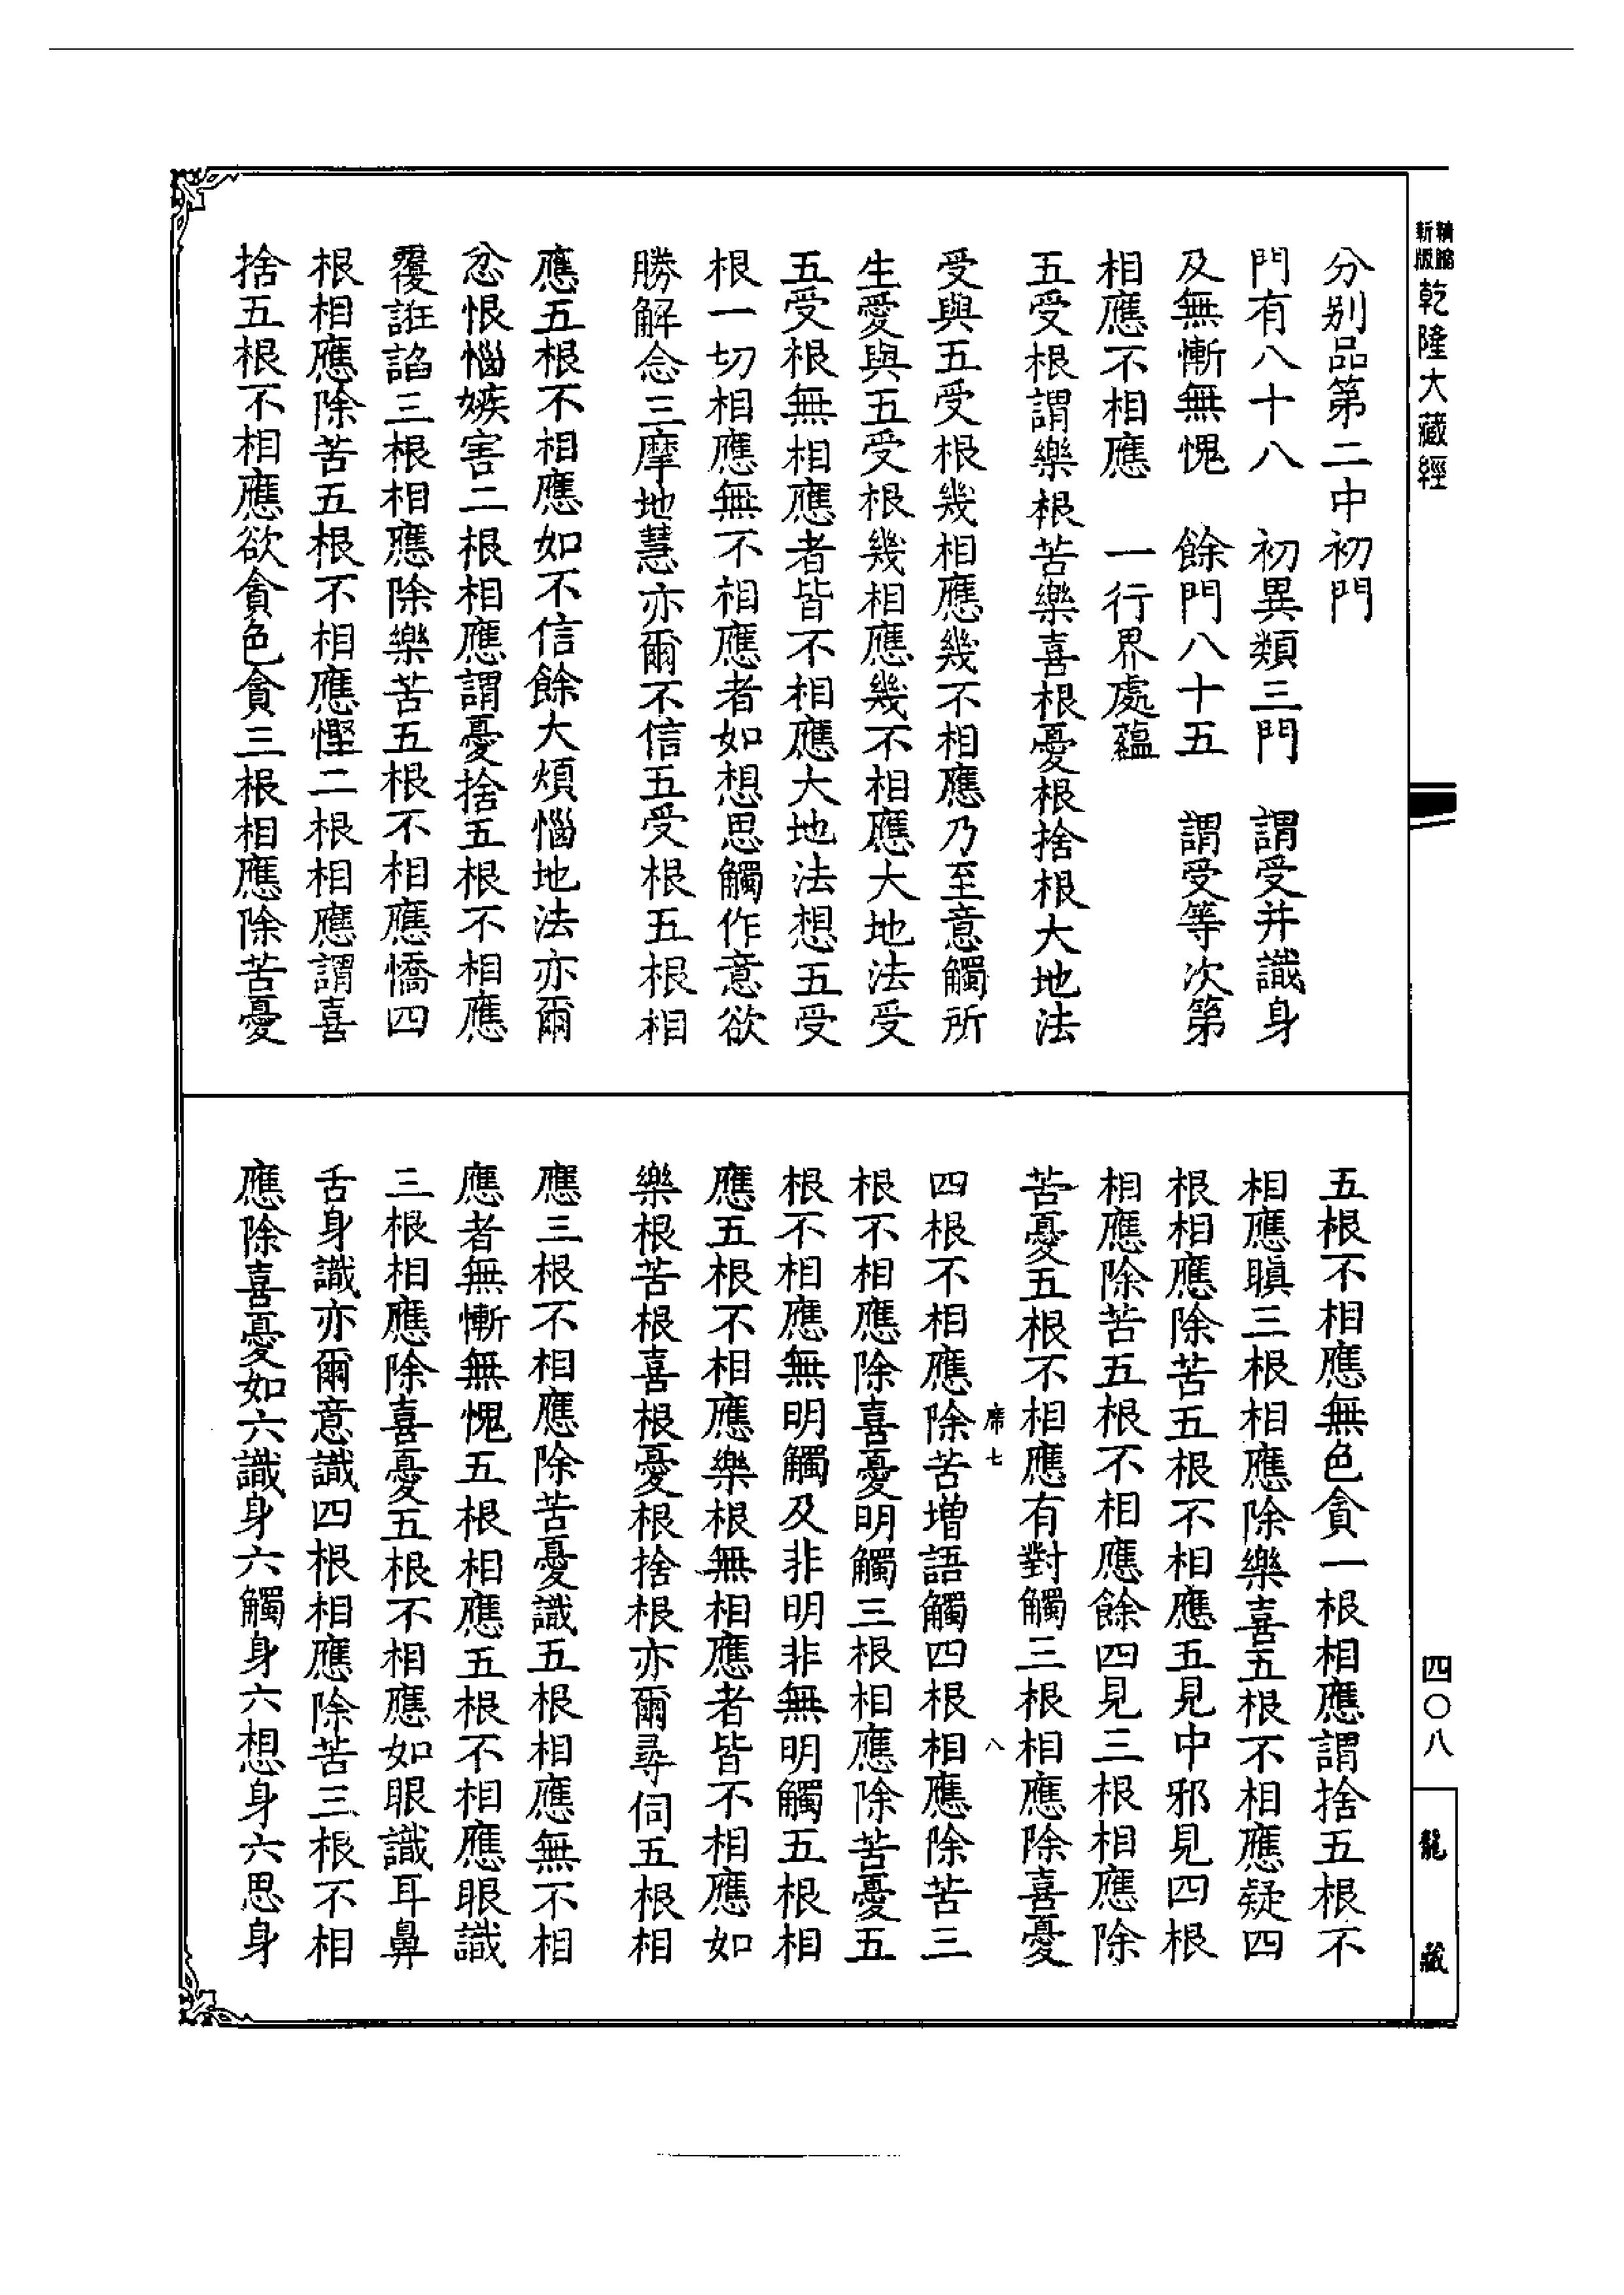 新版
精縮
乾隆大藏經
四〇八
龍藏
分別品第二中初門
門有八十八　初異類三門　謂受并識身
及無慚無愧　餘門八十五　謂受等次第
相應不相應　一行界處蘊
五受根謂樂根苦樂喜根憂根捨根大地法
受與五受根幾相應幾不相應乃至意觸所
生愛與五受根幾相應幾不相應大地法受
五受根無相應者皆不相應大地法想五受
根一切相應無不相應者如想思觸作意欲
勝解念三摩地慧亦爾不信五受根五根相
應五根不相應如不信餘大煩惱地法亦爾
忿恨惱嫉害二根相應謂憂捨五根不相應
覆誑諂三根相應除樂苦五根不相應憍四
根相應除苦五根不相應慳二根相應謂喜
捨五根不相應欲貪色貪三根相應除苦憂
五根不相應無色貪一根相應謂捨五根不
相應瞋三根相應除樂喜五根不相應疑四
根相應除苦五根不相應五見中邪見四根
相應除苦五根不相應餘四見三根相應除
苦憂五根不相應有對觸三根相應除喜憂
席七　八
四根不相應除苦增語觸四根相應除苦三
根不相應除喜憂明觸三根相應除苦憂五
根不相應無明觸及非明非無明觸五根相
應五根不相應樂根無相應者皆不相應如
樂根苦根喜根憂根捨根亦爾尋伺五根相
應三根不相應除苦憂識五根相應無不相
應者無慚無愧五根相應五根不相應眼識
三根相應除喜憂五根不相應如眼識耳鼻
舌身識亦爾意識四根相應除苦三根不相
應除喜憂如六識身六觸身六想身六思身